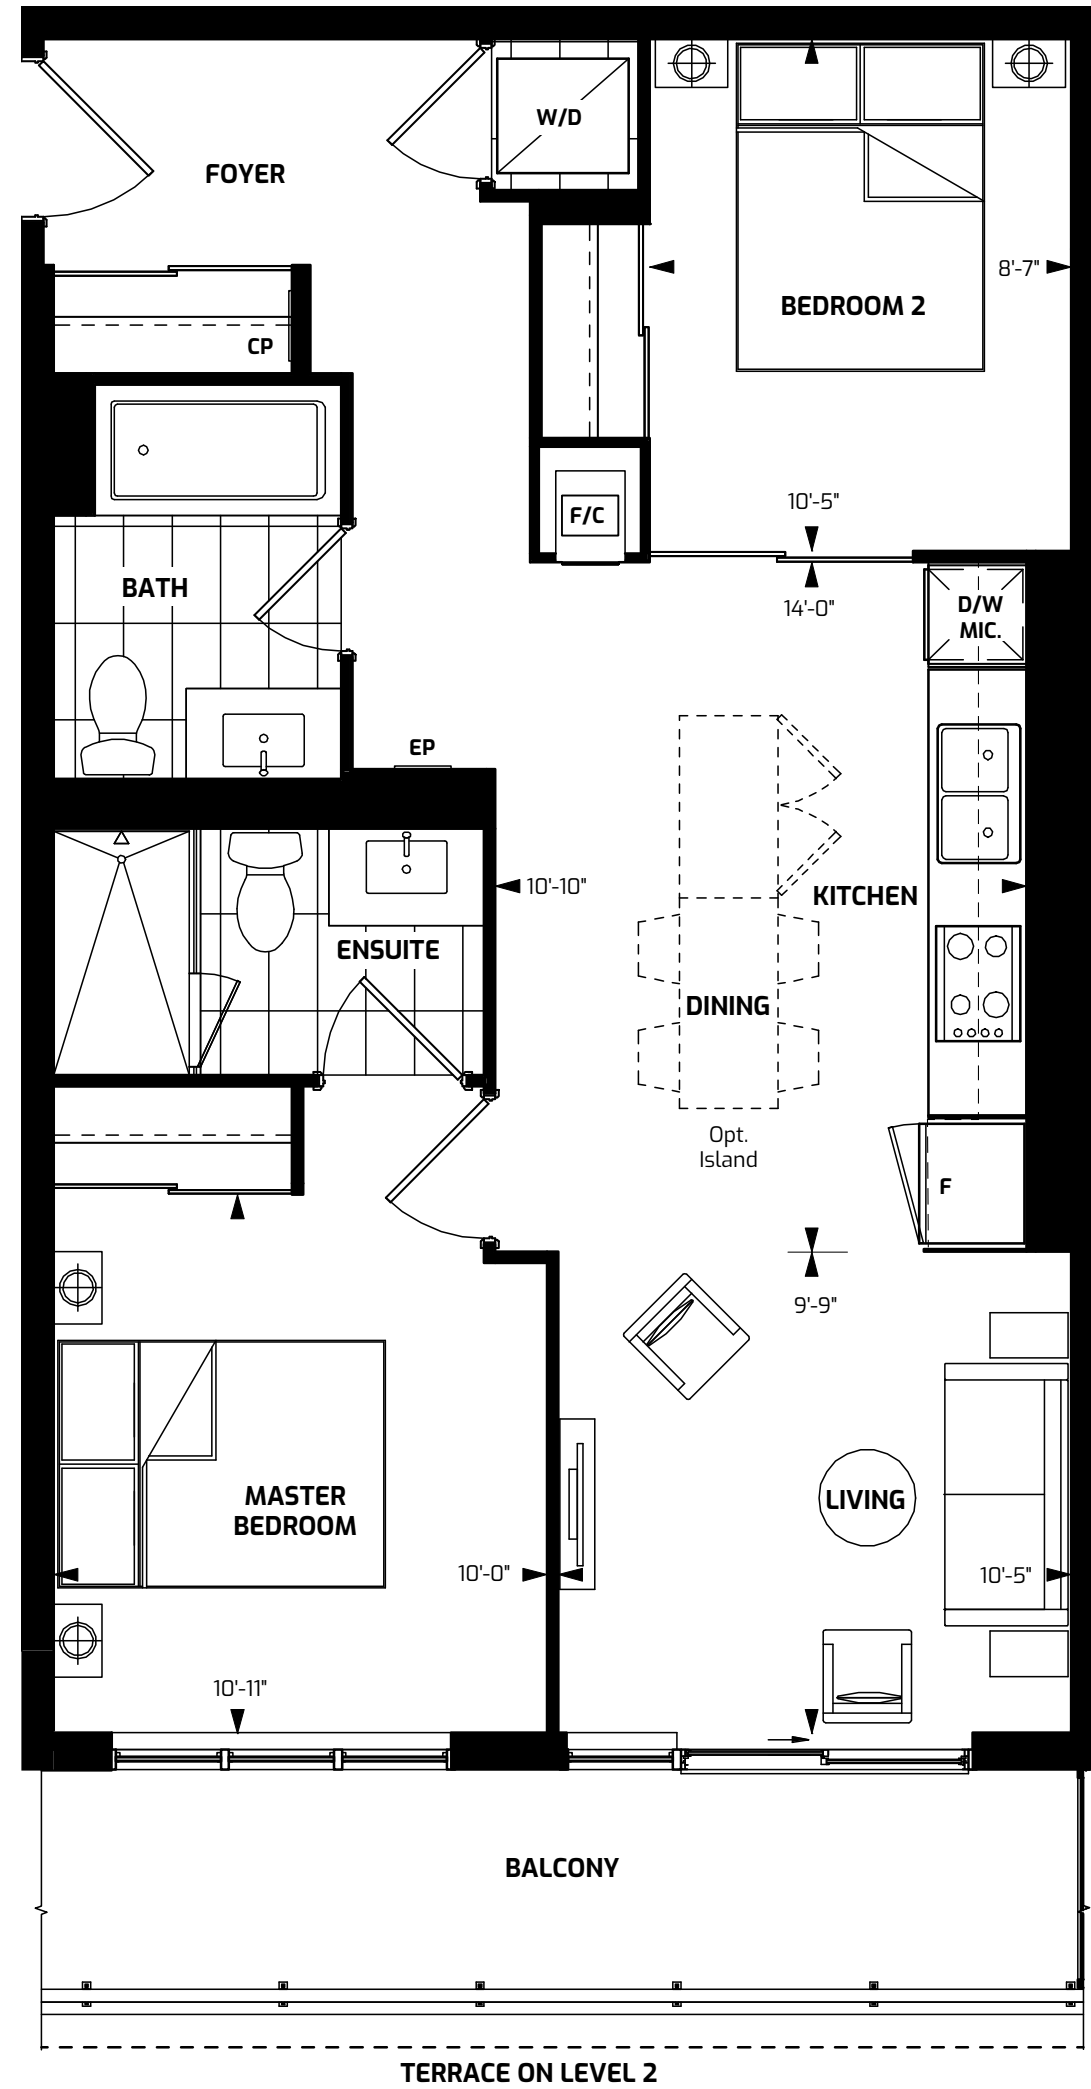 W/D
FOYER
8'-7"
BEDROOM 2
CP
10'-5"
F/C
BATH
14'-0"
D/W
MIC.
EP
10'-10"
KITCHEN
ENSUITE
DINING
Opt.
Island
F
9'-9"
MASTER
BEDROOM
LIVING
10'-0"
10'-5"
10'-11"
BALCONY
TERRACE ON LEVEL 2